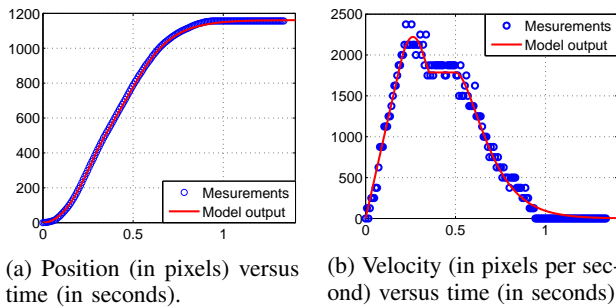 1200
1000
800
600
400
200
0
0
0.5
1
Mesurements
Model output
(a) Position (in pixels) versus
time (in seconds).
2500
2000
1500
1000
500
0
0
0.5
1
Mesurements
Model output
(b) Velocity (in pixels per sec-
ond) versus time (in seconds)